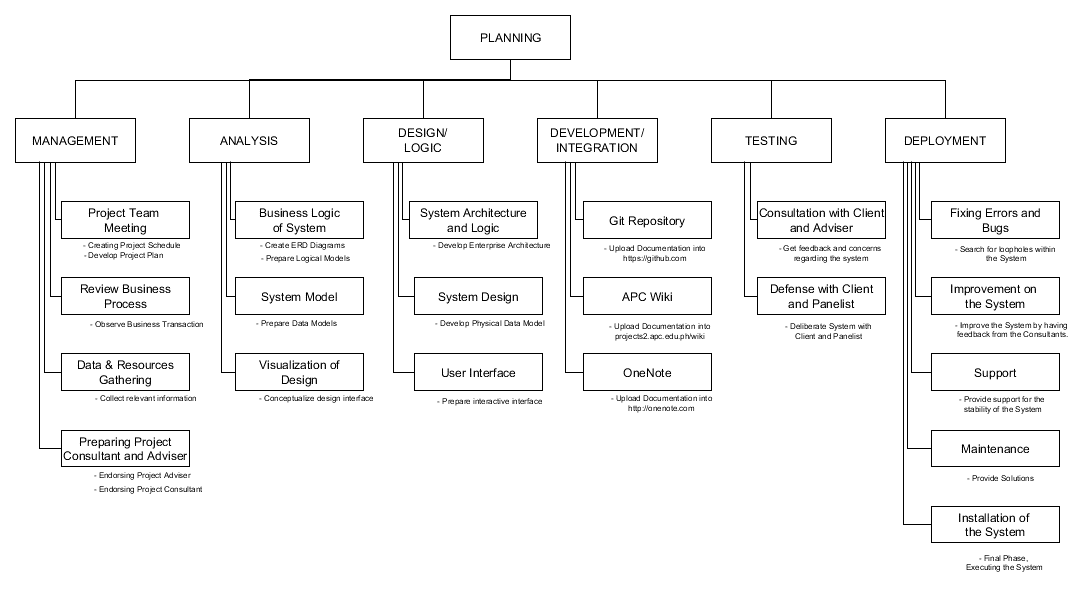 PLANNING
MANAGEMENT
ANALYSIS
DESIGN/
LOGIC
DEVELOPMENT/
INTEGRATION
TESTING
DEPLOYMENT
Project Team
Meeting
- Creating Project Schedule
- Develop Project Plan
Review Business
Process
- Observe Business Transaction
Data & Resources
Gathering
- Collect relevant information
Preparing Project
Consultant and Adviser
- Endorsing Project Adviser
- Endorsing Project Consultant
Business Logic
of System
- Create ERD Diagrams
- Prepare Logical Models
System Model
- Prepare Data Models
Visualization of
Design
- Conceptualize design interface
System Architecture
and Logic
- Develop Enterprise Architecture
System Design
- Develop Physical Data Model
User Interface
- Prepare interactive interface
Git Repository
- Upload Documentation into
https://github.com
APC Wiki
- Upload Documentation into
projects2.apc.edu.ph/wiki
OneNote
- Upload Documentation into
http://onenote.com
Consultation with Client
and Adviser
- Get feedback and concerns
regarding the system
Defense with Client
and Panelist
- Deliberate System with
Client and Panelist
Fixing Errors and
Bugs
- Search for loopholes within
the System
Improvement on
the System
- Improve the System by having
feedback from the Consultants.
Support
- Provide support for the
stability of the System
Maintenance
- Provide Solutions
Installation of
the System
- Final Phase,
Executing the System